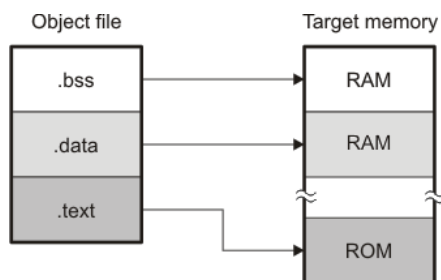 Object file
Target memory
.bss
RAM
.data
RAM
.text
ROM